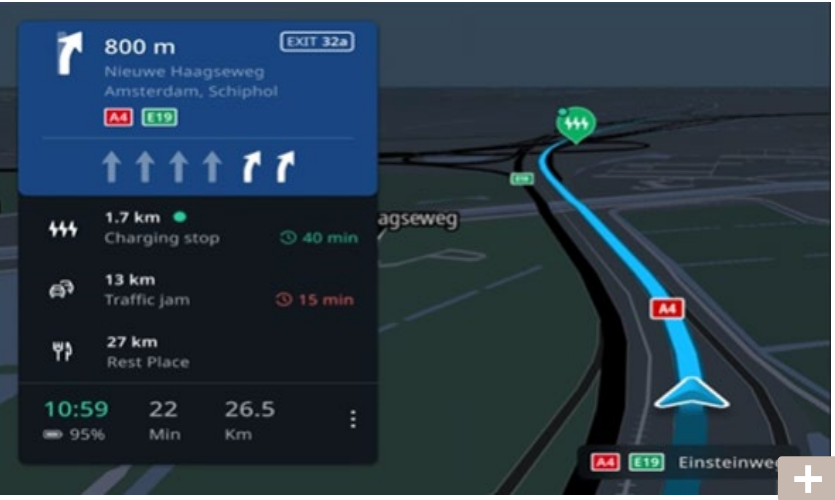 800 m
EXIT 32a
Nieuwe Haagseweg
Amsterdam, Schiphol
A4 E19
1.7 km
Charging stop 40 min
13 km
Traffic jam 15 min
27 km
Rest Place
10:59 22 26.5
95% Min Km
agseweg
E19
A4
A4 E19 Einsteinwe